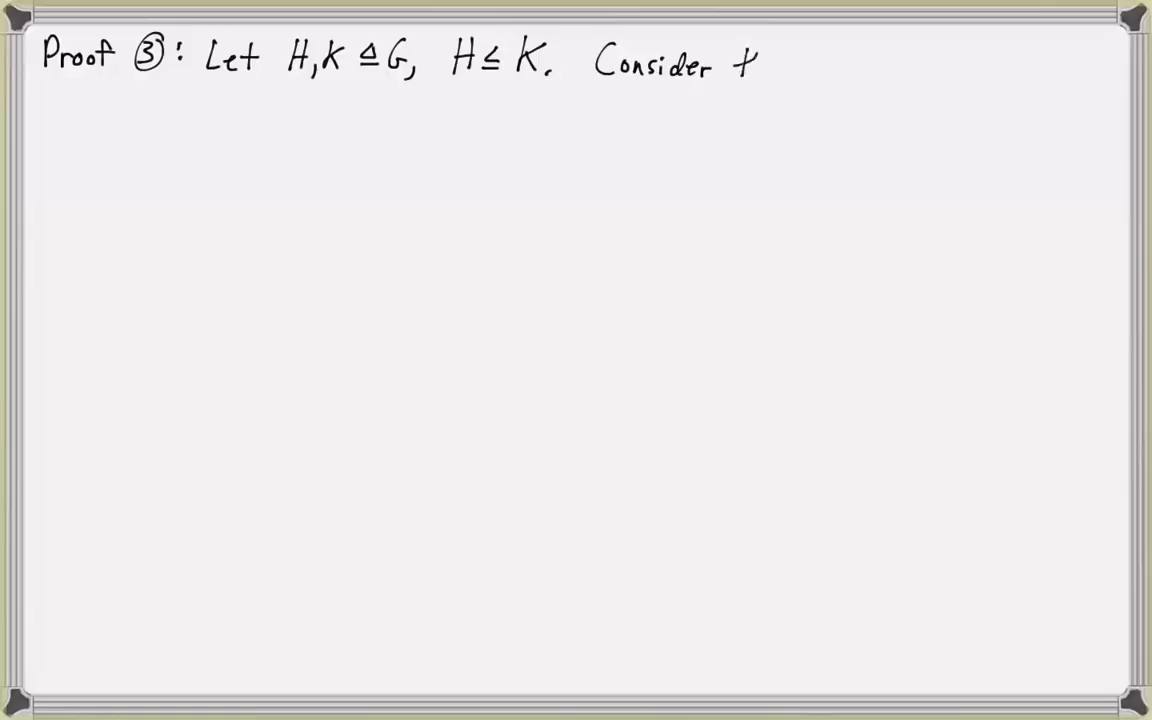 Proof ③: Let H, K ⊴ G, H ≤ K. Consider t